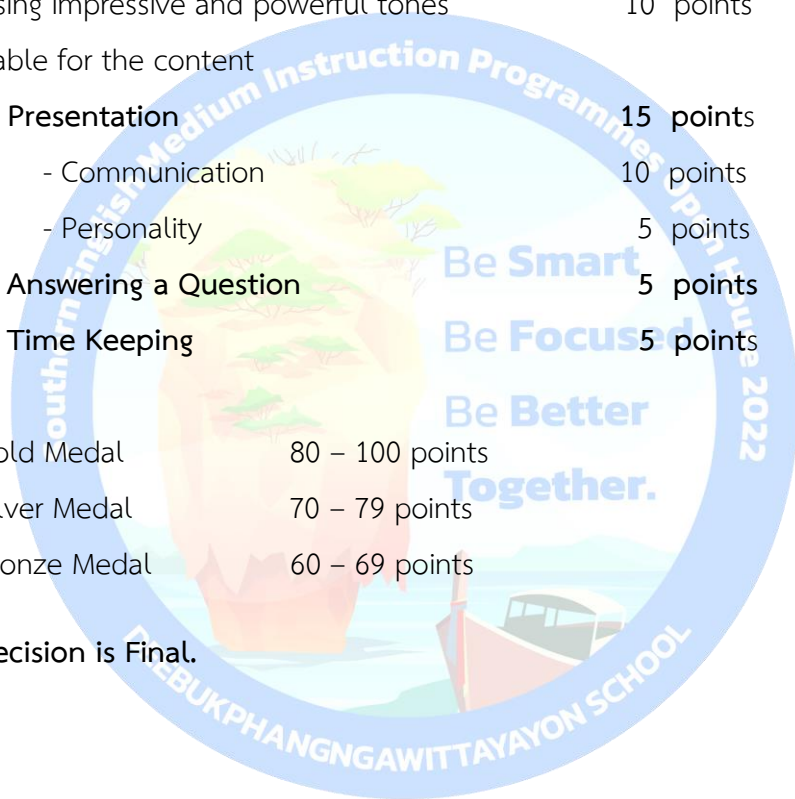 sing impressive and powerful tones 10 points
able for the content
Presentation 15 points
- Communication 10 points
- Personality 5 points
Answering a Question 5 points
Time Keeping 5 points
old Medal 80 – 100 points
lver Medal 70 – 79 points
onze Medal 60 – 69 points
ecision is Final.
outhern English Medium Instruction Programmes Open House 2022
Be Smart
Be Focused
Be Better
Together.
DEEBUKPHANGNGAWITTAYAYON SCHOOL